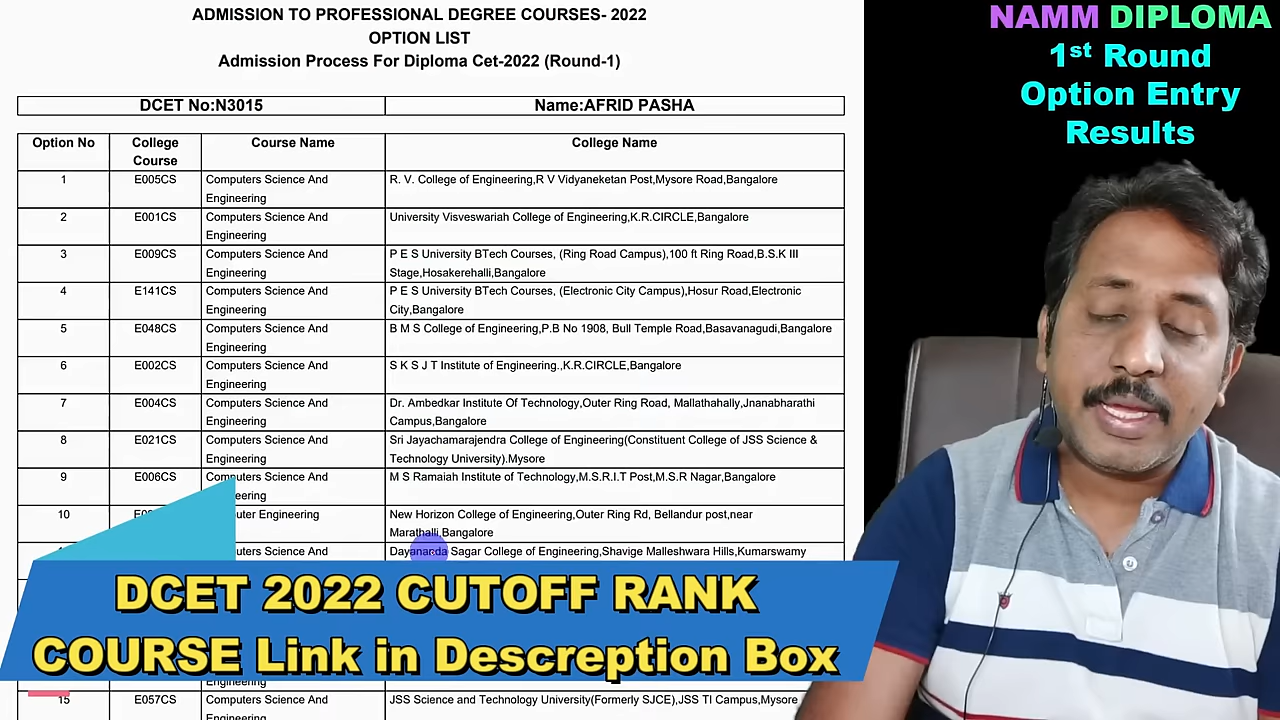 ADMISSION TO PROFESSIONAL DEGREE COURSES- 2022
OPTION LIST
Admission Process For Diploma Cet-2022 (Round-1)
DCET No:N3015 Name:AFRID PASHA
Option No College Course Course Name College Name
1 E005CS Computers Science And R. V. College of Engineering,R V Vidyaneketan Post,Mysore Road,Bangalore
Engineering
2 E001CS Computers Science And University Visveswariah College of Engineering,K.R.CIRCLE,Bangalore
Engineering
3 E009CS Computers Science And P E S University BTech Courses, (Ring Road Campus),100 ft Ring Road,B.S.K III
Engineering Stage,Hosakerehalli,Bangalore
4 E141CS Computers Science And P E S University BTech Courses, (Electronic City Campus),Hosur Road,Electronic
Engineering City,Bangalore
5 E048CS Computers Science And B M S College of Engineering,P.B No 1908, Bull Temple Road,Basavanagudi,Bangalore
Engineering
6 E002CS Computers Science And S K S J T Institute of Engineering.,K.R.CIRCLE,Bangalore
Engineering
7 E004CS Computers Science And Dr. Ambedkar Institute Of Technology,Outer Ring Road, Mallathahally,Jnanabharathi
Engineering Campus,Bangalore
8 E021CS Computers Science And Sri Jayachamarajendra College of Engineering(Constituent College of JSS Science &
Engineering Technology University).Mysore
9 E006CS Computers Science And M S Ramaiah Institute of Technology,M.S.R.I.T Post,M.S.R Nagar,Bangalore
10 Engineering New Horizon College of Engineering,Outer Ring Rd, Bellandur post,near
Marathalli,Bangalore
Science And Dayananda Sagar College of Engineering,Shavige Malleshwara Hills,Kumarswamy
DCET 2022 CUTOFF RANK
COURSE Link in Descreption Box
15 E057CS Computers Science And JSS Science and Technology University(Formerly SJCE),JSS TI Campus,Mysore
NAMM DIPLOMA
1st Round
Option Entry
Results